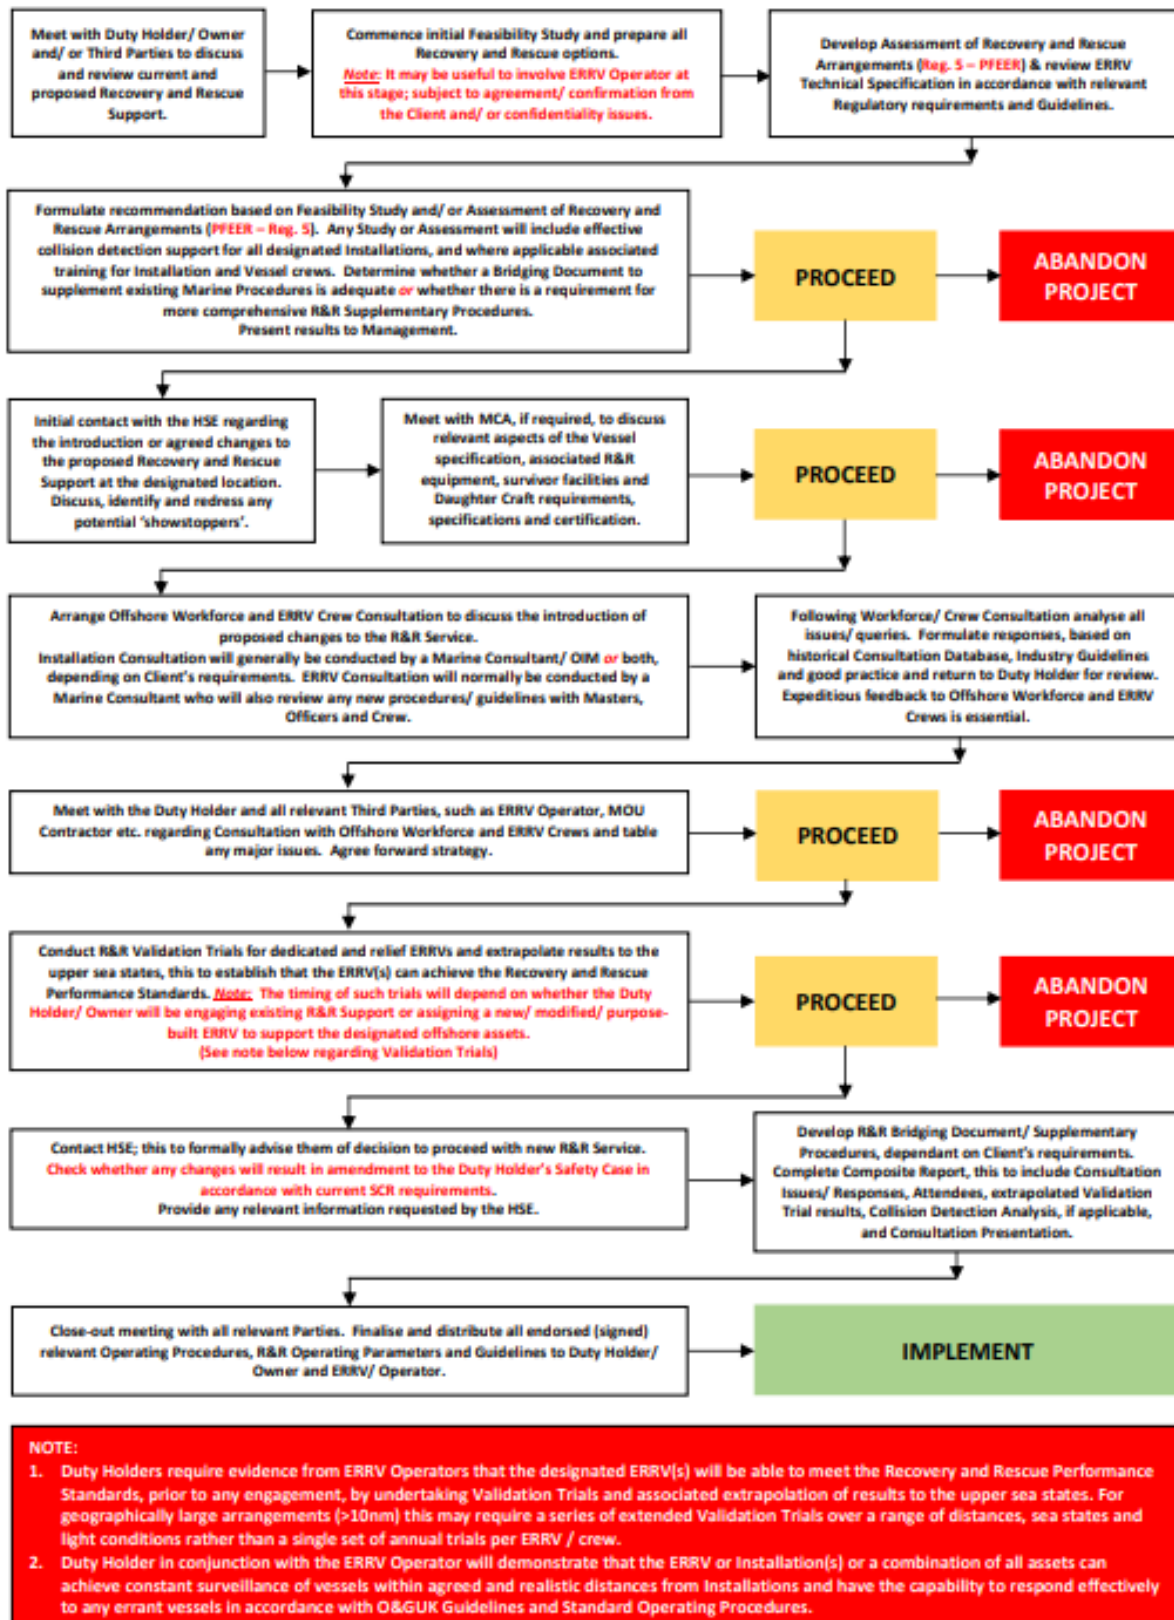 Meet with Duty Holder/ Owner
and/ or Third Parties to discuss
and review current and
proposed Recovery and Rescue
Support.
Commence initial Feasibility Study and prepare all
Recovery and Rescue options.
Note: It may be useful to involve ERRV Operator at
this stage; subject to agreement/ confirmation from
the Client and/ or confidentiality issues.
Develop Assessment of Recovery and Rescue
Arrangements (Reg. 5 – PFEER) & review ERRV
Technical Specification in accordance with relevant
Regulatory requirements and Guidelines.
Formulate recommendation based on Feasibility Study and/ or Assessment of Recovery and
Rescue Arrangements (PFEER – Reg. 5). Any Study or Assessment will include effective
collision detection support for all designated Installations, and where applicable associated
training for Installation and Vessel crews. Determine whether a Bridging Document to
supplement existing Marine Procedures is adequate or whether there is a requirement for
more comprehensive R&R Supplementary Procedures.
Present results to Management.
PROCEED
ABANDON
PROJECT
Initial contact with the HSE regarding
the introduction or agreed changes to
the proposed Recovery and Rescue
Support at the designated location.
Discuss, identify and redress any
potential ‘showstoppers’.
Meet with MCA, if required, to discuss
relevant aspects of the Vessel
specification, associated R&R
equipment, survivor facilities and
Daughter Craft requirements,
specifications and certification.
PROCEED
ABANDON
PROJECT
Arrange Offshore Workforce and ERRV Crew Consultation to discuss the introduction of
proposed changes to the R&R Service.
Installation Consultation will generally be conducted by a Marine Consultant/ OIM or both,
depending on Client's requirements. ERRV Consultation will normally be conducted by a
Marine Consultant who will also review any new procedures/ guidelines with Masters,
Officers and Crew.
Following Workforce/ Crew Consultation analyse all
issues/ queries. Formulate responses, based on
historical Consultation Database, Industry Guidelines
and good practice and return to Duty Holder for review.
Expeditious feedback to Offshore Workforce and ERRV
Crews is essential.
Meet with the Duty Holder and all relevant Third Parties, such as ERRV Operator, MOU
Contractor etc. regarding Consultation with Offshore Workforce and ERRV Crews and table
any major issues. Agree forward strategy.
PROCEED
ABANDON
PROJECT
Conduct R&R Validation Trials for dedicated and relief ERRVs and extrapolate results to the
upper sea states, this to establish that the ERRV(s) can achieve the Recovery and Rescue
Performance Standards. Note: The timing of such trials will depend on whether the Duty
Holder/ Owner will be engaging existing R&R Support or assigning a new/ modified/ purpose-
built ERRV to support the designated offshore assets.
(See note below regarding Validation Trials)
PROCEED
ABANDON
PROJECT
Contact HSE; this to formally advise them of decision to proceed with new R&R Service.
Check whether any changes will result in amendment to the Duty Holder's Safety Case in
accordance with current SCR requirements.
Provide any relevant information requested by the HSE.
Develop R&R Bridging Document/ Supplementary
Procedures, dependant on Client's requirements.
Complete Composite Report, this to include Consultation
Issues/ Responses, Attendees, extrapolated Validation
Trial results, Collision Detection Analysis, if applicable,
and Consultation Presentation.
Close-out meeting with all relevant Parties. Finalise and distribute all endorsed (signed)
relevant Operating Procedures, R&R Operating Parameters and Guidelines to Duty Holder/
Owner and ERRV/ Operator.
IMPLEMENT
NOTE:
1. Duty Holders require evidence from ERRV Operators that the designated ERRV(s) will be able to meet the Recovery and Rescue Performance
Standards, prior to any engagement, by undertaking Validation Trials and associated extrapolation of results to the upper sea states. For
geographically large arrangements (>10nm) this may require a series of extended Validation Trials over a range of distances, sea states and
light conditions rather than a single set of annual trials per ERRV / crew.
2. Duty Holder in conjunction with the ERRV Operator will demonstrate that the ERRV or Installation(s) or a combination of all assets can
achieve constant surveillance of vessels within agreed and realistic distances from Installations and have the capability to respond effectively
to any errant vessels in accordance with O&GUK Guidelines and Standard Operating Procedures.